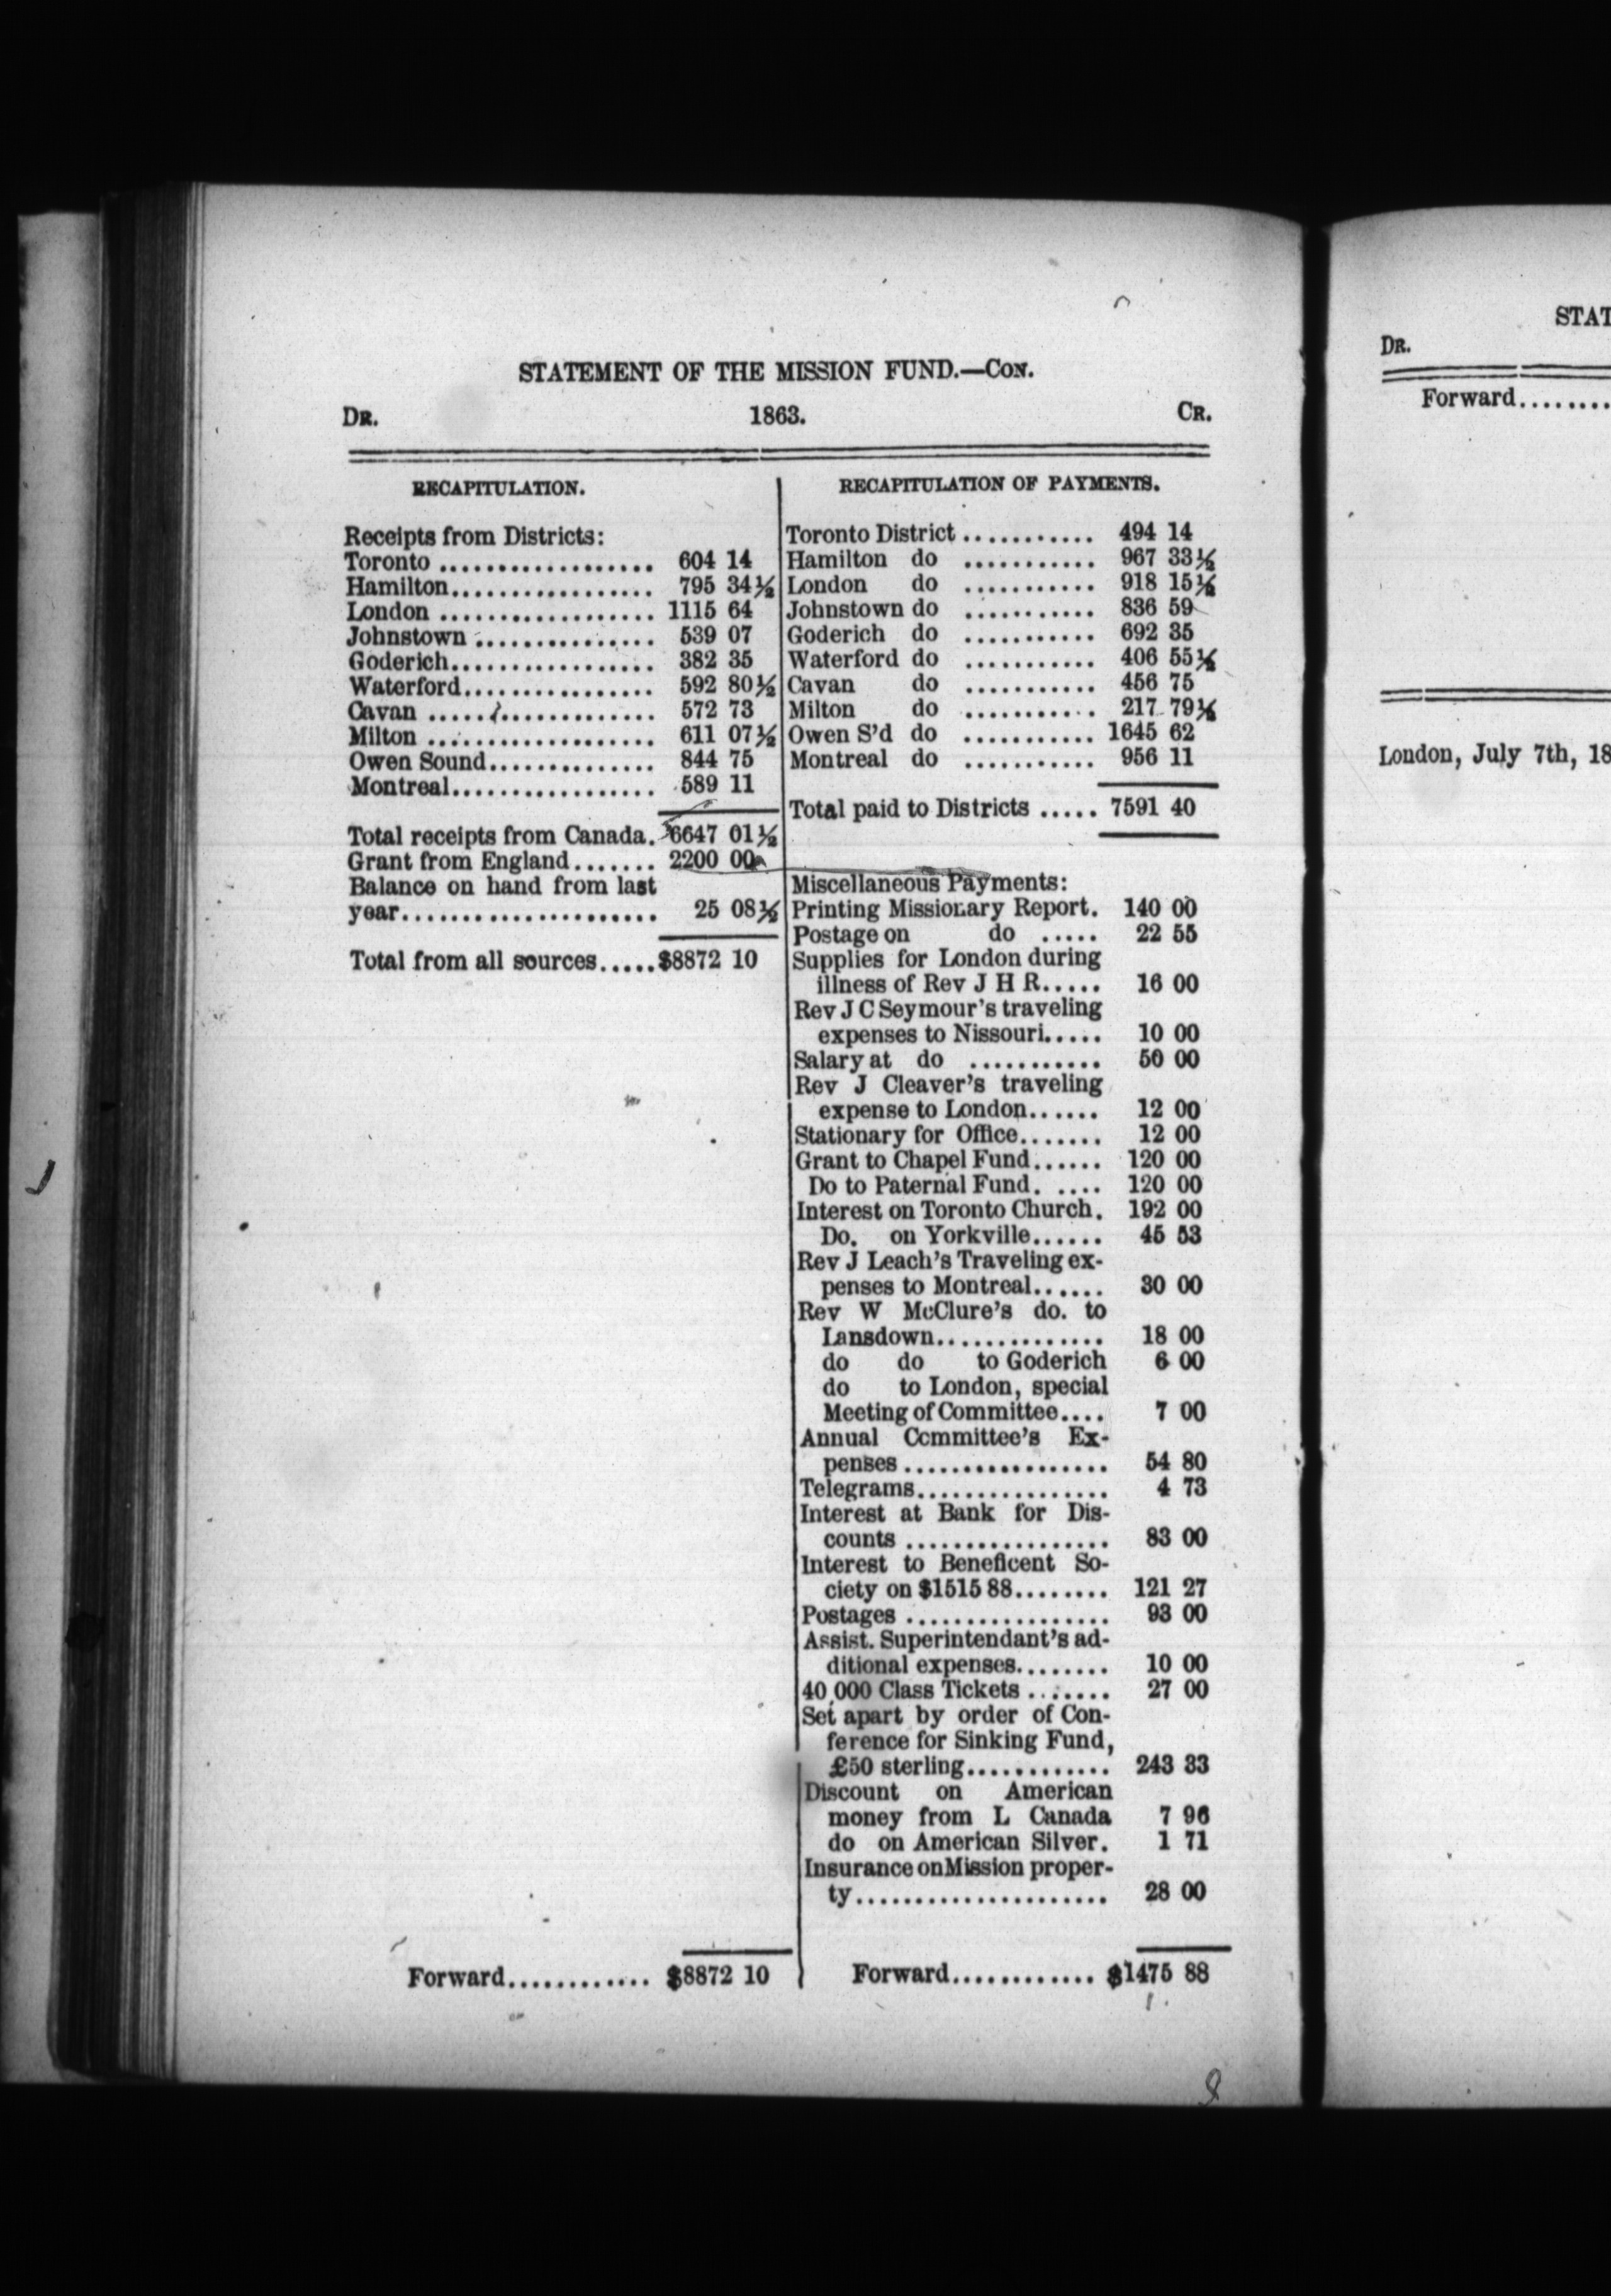 STATEMENT OF THE MISSION FUND.—CON.
DR. 1863. CR.
RECAPITULATION.
Receipts from Districts:
Toronto .................. 604 14
Hamilton................. 795 34½
London .................. 1115 64
Johnstown ............... 539 07
Goderich................. 382 35
Waterford................ 592 80½
Cavan ................... 572 73
Milton ................... 611 07½
Owen Sound.............. 844 75
Montreal................. 589 11
Total receipts from Canada. 6647 01½
Grant from England....... 2200 00
Balance on hand from last
year..................... 25 08½
Total from all sources.....$8872 10
Forward............ $8872 10
RECAPITULATION OF PAYMENTS.
Toronto District ........... 494 14
Hamilton do ........... 967 33½
London do ........... 918 15½
Johnstown do ........... 836 59
Goderich do ........... 692 35
Waterford do ........... 406 55½
Cavan do ........... 456 75
Milton do ........... 217 79½
Owen S'd do ........... 1645 62
Montreal do ........... 956 11
Total paid to Districts ..... 7591 40
Miscellaneous Payments:
Printing Missionary Report. 140 00
Postage on do ..... 22 55
Supplies for London during
illness of Rev J H R..... 16 00
Rev J C Seymour's traveling
expenses to Nissouri..... 10 00
Salary at do ........... 50 00
Rev J Cleaver's traveling
expense to London...... 12 00
Stationary for Office....... 12 00
Grant to Chapel Fund...... 120 00
Do to Paternal Fund. .... 120 00
Interest on Toronto Church. 192 00
Do. on Yorkville...... 45 53
Rev J Leach's Traveling ex-
penses to Montreal...... 30 00
Rev W McClure's do. to
Lansdown.............. 18 00
do do to Goderich 6 00
do to London, special
Meeting of Committee.... 7 00
Annual Ccmmittee's Ex-
penses ................. 54 80
Telegrams................ 4 73
Interest at Bank for Dis-
counts ................. 83 00
Interest to Beneficent So-
ciety on $1515 88........ 121 27
Postages ................. 93 00
Assist. Superintendant's ad-
ditional expenses........ 10 00
40,000 Class Tickets ....... 27 00
Set apart by order of Con-
ference for Sinking Fund,
£50 sterling............ 243 33
Discount on American
money from L Canada 7 96
do on American Silver. 1 71
Insurance onMission proper-
ty..................... 28 00
Forward............ $1475 88
DR.
Forward........
London, July 7th, 18